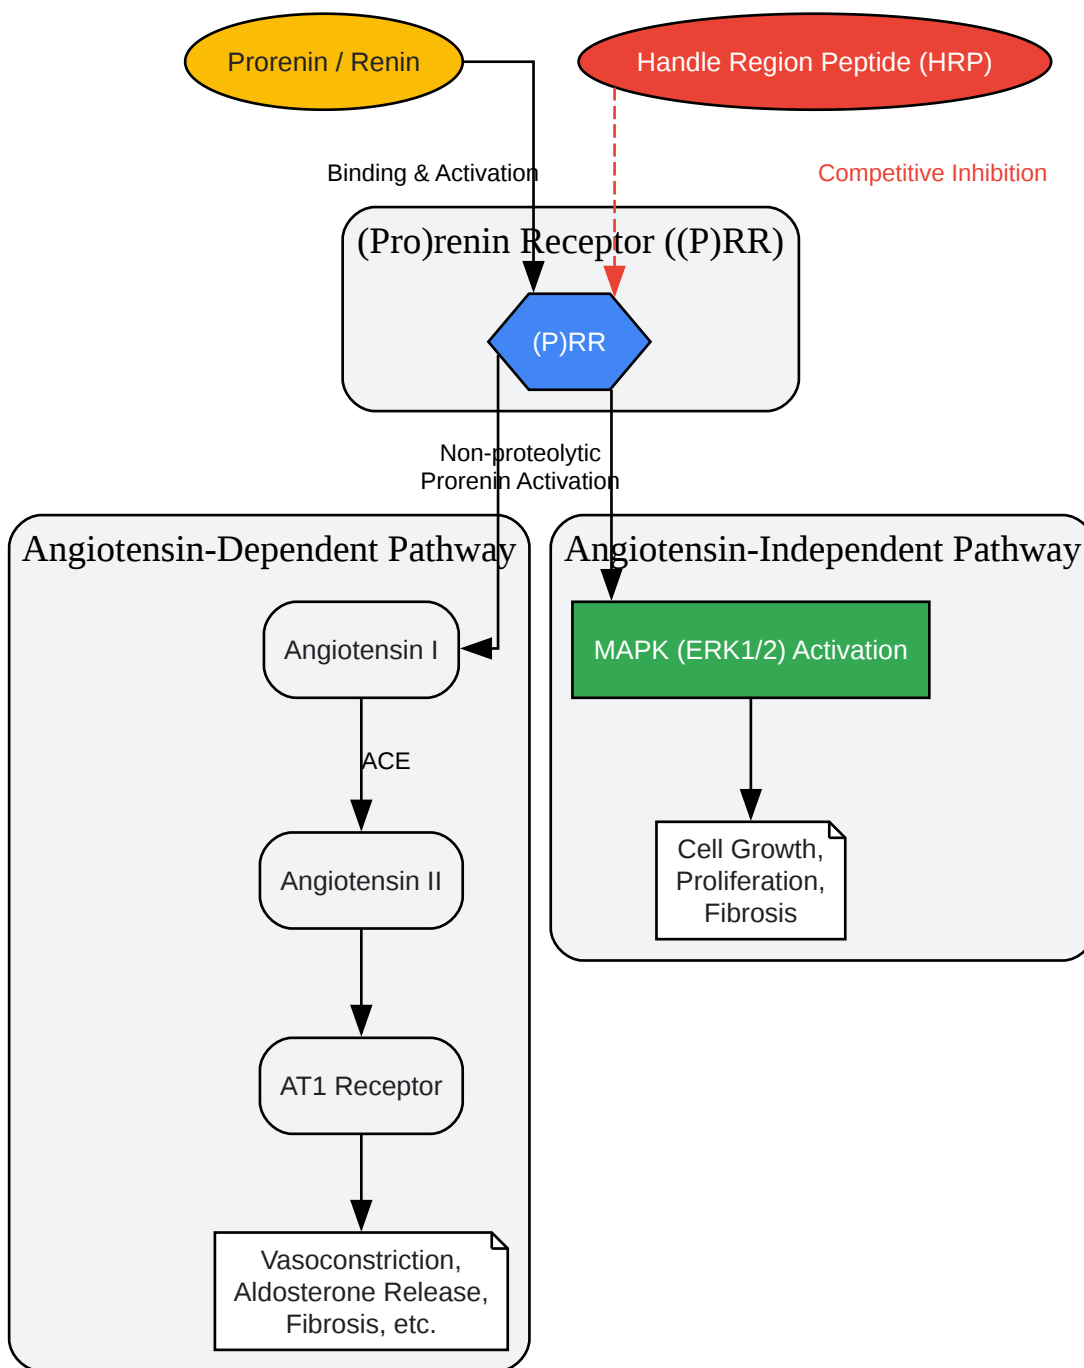 Prorenin / Renin
Handle Region Peptide (HRP)
Binding & Activation
Competitive Inhibition
(Pro)renin Receptor ((P)RR)
(P)RR
Non-proteolytic
Prorenin Activation
Angiotensin-Dependent Pathway
Angiotensin I
ACE
Angiotensin II
AT1 Receptor
Vasoconstriction,
Aldosterone Release,
Fibrosis, etc.
Angiotensin-Independent Pathway
MAPK (ERK1/2) Activation
Cell Growth,
Proliferation,
Fibrosis